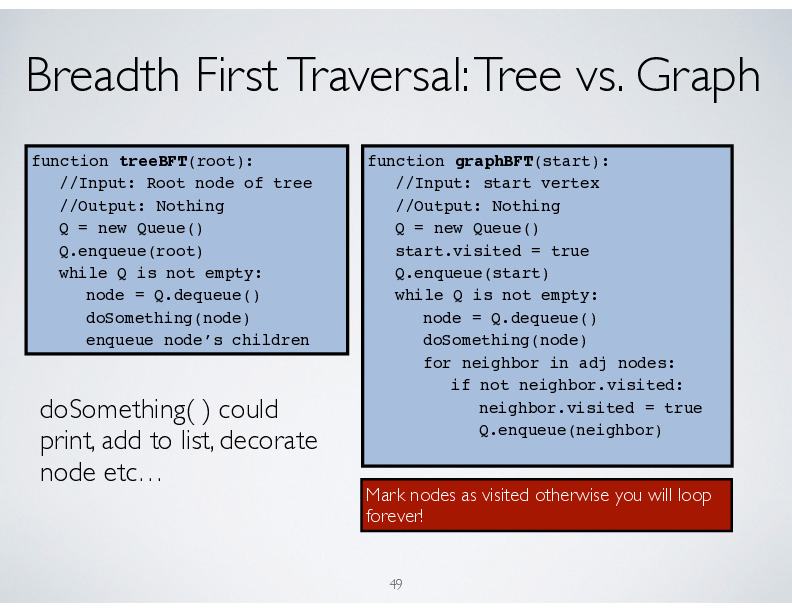 Breadth First Traversal: Tree vs. Graph
function treeBFT(root):
//Input: Root node of tree
//Output: Nothing
Q = new Queue()
Q.enqueue(root)
while Q is not empty:
node = Q.dequeue()
doSomething(node)
enqueue node’s children
doSomething( ) could
print, add to list, decorate
node etc…
function graphBFT(start):
//Input: start vertex
//Output: Nothing
Q = new Queue()
start.visited = true
Q.enqueue(start)
while Q is not empty:
node = Q.dequeue()
doSomething(node)
for neighbor in adj nodes:
if not neighbor.visited:
neighbor.visited = true
Q.enqueue(neighbor)
Mark nodes as visited otherwise you will loop
forever!
49